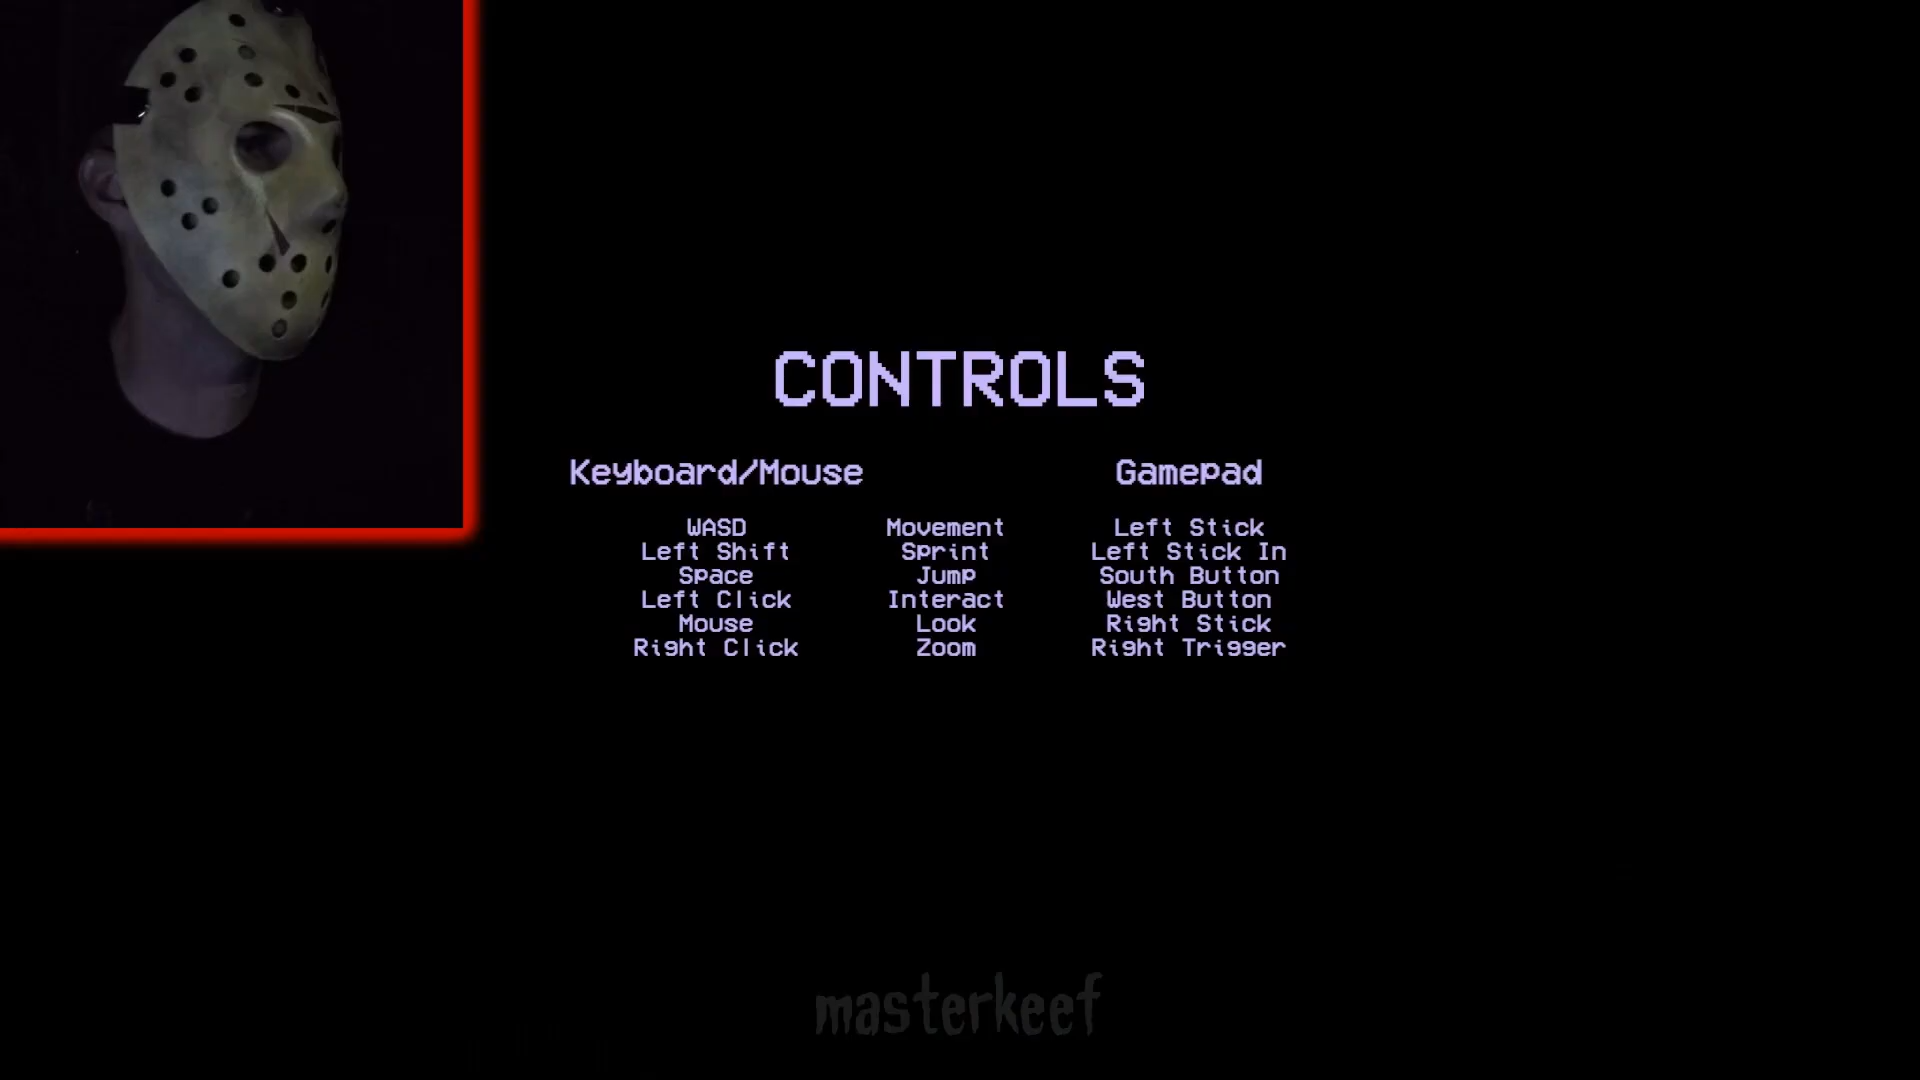 CONTROLS
Keyboard/Mouse Gamepad
WASD Movement Left Stick
Left Shift Sprint Left Stick In
Space Jump South Button
Left Click Interact West Button
Mouse Look Right Stick
Right Click Zoom Right Trigger
masterkeef